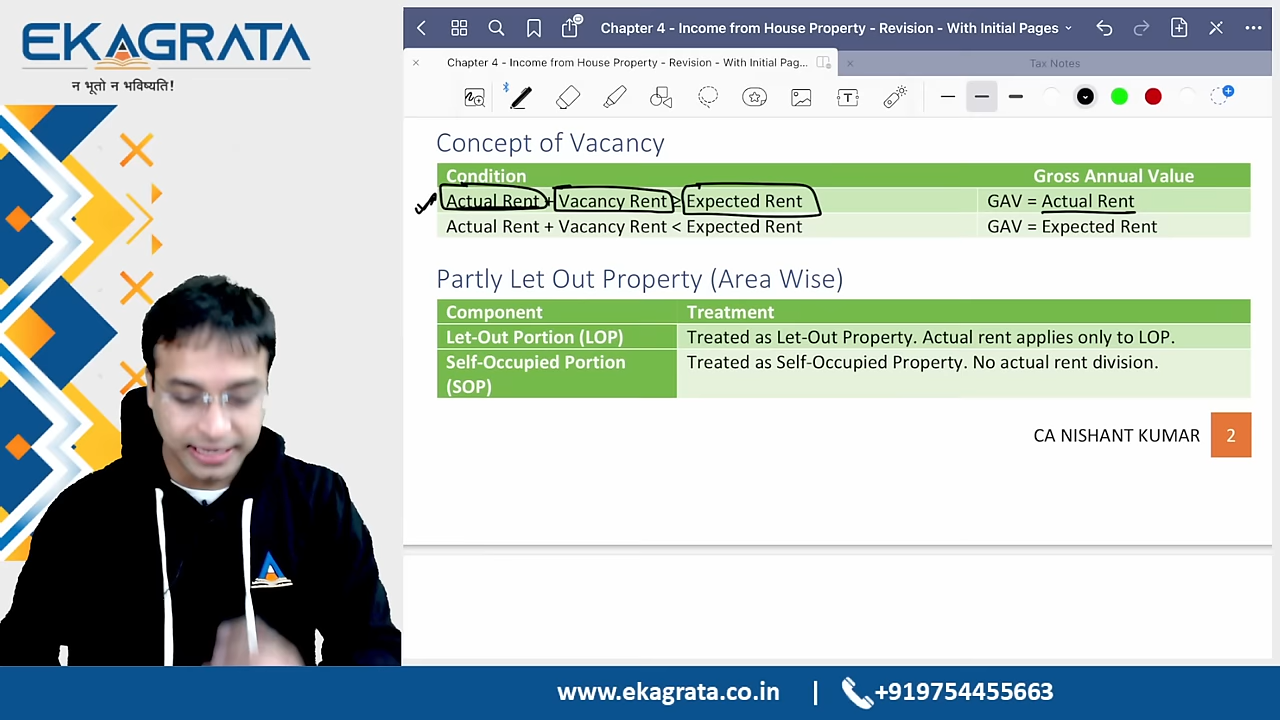 EKAGRATA
न भूतो न भविष्यति!
Chapter 4 - Income from House Property - Revision - With Initial Pages
Chapter 4 - Income from House Property - Revision - With Initial Pag...
Tax Notes
Concept of Vacancy
Condition Gross Annual Value
Actual Rent + Vacancy Rent ≥ Expected Rent GAV = Actual Rent
Actual Rent + Vacancy Rent < Expected Rent GAV = Expected Rent
Partly Let Out Property (Area Wise)
Component Treatment
Let-Out Portion (LOP) Treated as Let-Out Property. Actual rent applies only to LOP.
Self-Occupied Portion Treated as Self-Occupied Property. No actual rent division.
(SOP)
CA NISHANT KUMAR 2
www.ekagrata.co.in | +919754455663